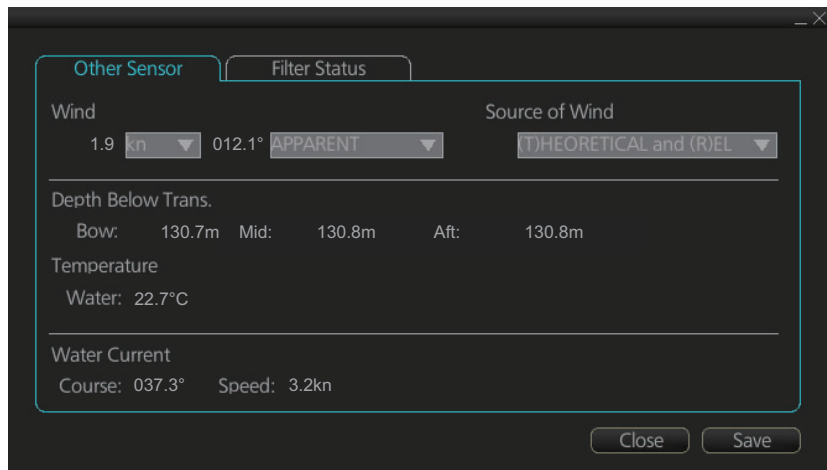 Other Sensor Filter Status
Wind Source of Wind
1.9 kn 012.1° APPARENT (T)HEORETICAL and (R)EL
Depth Below Trans.
Bow: 130.7m Mid: 130.8m Aft: 130.8m
Temperature
Water: 22.7°C
Water Current
Course: 037.3° Speed: 3.2kn
Close Save